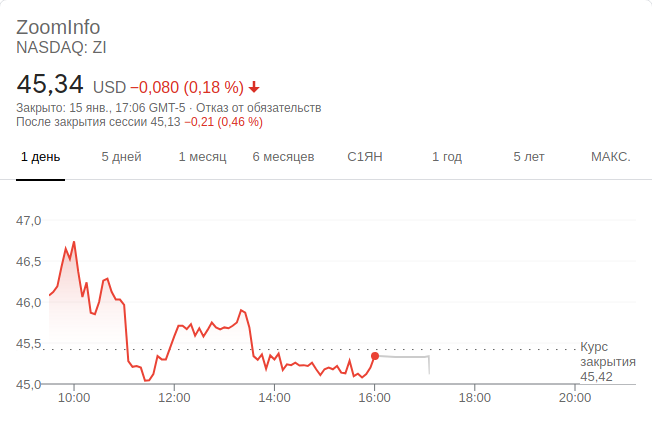 ZoomInfo
NASDAQ: ZI
45,34 USD −0,080 (0,18 %)
Закрыто: 15 янв., 17:06 GMT-5 · Отказ от обязательств
После закрытия сессии 45,13 −0,21 (0,46 %)
1 день 5 дней 1 месяц 6 месяцев С1ЯН 1 год 5 лет МАКС.
47,0
46,5
46,0
45,5
45,0
Курс
закрытия
45,42
10:00 12:00 14:00 16:00 18:00 20:00